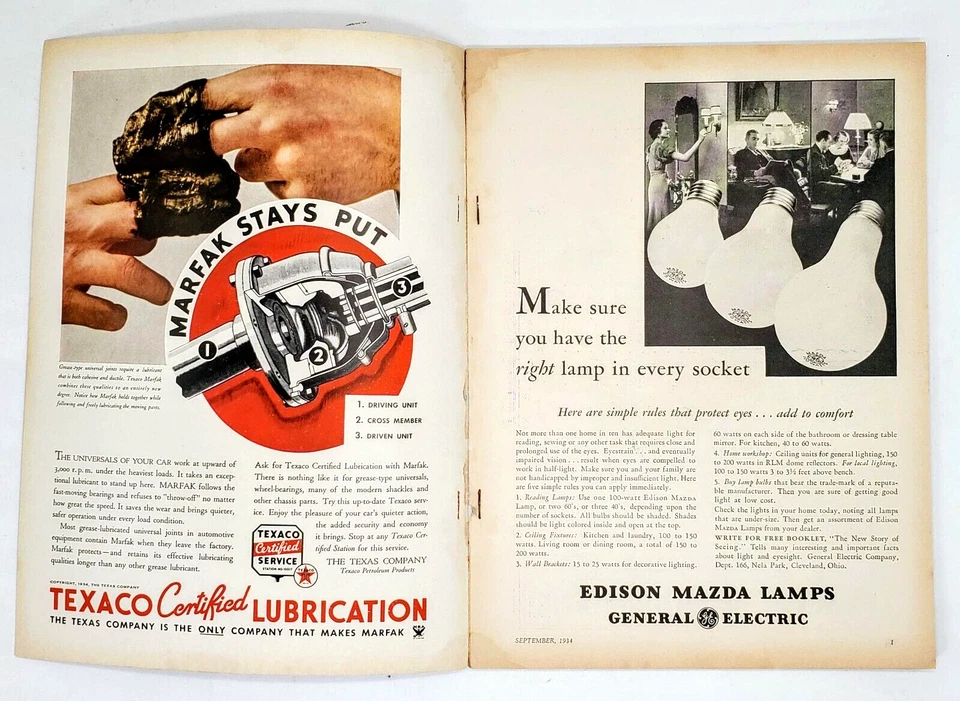 MARFAK STAYS PUT
1
2
3
Grease-type universal joints require a lubricant
that is both cohesive and ductile. Texaco Marfak
combines these qualities to an entirely new
degree. Notice how Marfak holds together while
following and freely lubricating the moving parts.
1. DRIVING UNIT
2. CROSS MEMBER
3. DRIVEN UNIT
THE UNIVERSALS OF YOUR CAR work at upward of
3,000 r. p. m. under the heaviest loads. It takes an excep-
tional lubricant to stand up here. MARFAK follows the
fast-moving bearings and refuses to "throw-off" no matter
how great the speed. It saves the wear and brings quieter,
safer operation under every load condition.
Most grease-lubricated universal joints in automotive
equipment contain Marfak when they leave the factory.
Marfak protects—and retains its effective lubricating
qualities longer than any other grease lubricant.
Ask for Texaco Certified Lubrication with Marfak.
There is nothing like it for grease-type universals,
wheel-bearings, many of the modern shackles and
other chassis parts. Try this up-to-date Texaco serv-
ice. Enjoy the pleasure of your car's quieter action,
the added security and economy
it brings. Stop at any Texaco Cer-
tified Station for this service.
THE TEXAS COMPANY
Texaco Petroleum Products
TEXACO
Certified
SERVICE
COPYRIGHT, 1934, THE TEXAS COMPANY
TEXACO Certified LUBRICATION
THE TEXAS COMPANY IS THE ONLY COMPANY THAT MAKES MARFAK
Make sure
you have the
right lamp in every socket
Here are simple rules that protect eyes . . . add to comfort
Not more than one home in ten has adequate light for
reading, sewing or any other task that requires close and
prolonged use of the eyes. Eyestrain . . . and eventually
impaired vision . . . result when eyes are compelled to
work in half-light. Make sure you and your family are
not handicapped by improper and insufficient light. Here
are five simple rules you can apply immediately.
1. Reading Lamps: Use one 100-watt Edison MAZDA
Lamp, or two 60's, or three 40's, depending upon the
number of sockets. All bulbs should be shaded. Shades
should be light colored inside and open at the top.
2. Ceiling Fixtures: Kitchen and laundry, 100 to 150
watts. Living room or dining room, a total of 150 to
200 watts.
3. Wall Brackets: 15 to 25 watts for decorative lighting.
60 watts on each side of the bathroom or dressing table
mirror. For kitchen, 40 to 60 watts.
4. Home workshop: Ceiling units for general lighting, 150
to 200 watts in RLM dome reflectors. For local lighting,
100 to 150 watts 3 to 3½ feet above bench.
5. Buy lamp bulbs that bear the trade-mark of a reputa-
ble manufacturer. Then you are sure of getting good
light at low cost.
Check the lights in your home today, noting all lamps
that are under-size. Then get an assortment of Edison
MAZDA Lamps from your dealer.
WRITE FOR FREE BOOKLET, "The New Story of
Seeing." Tells many interesting and important facts
about light and eyesight. General Electric Company,
Dept. 166, Nela Park, Cleveland, Ohio.
EDISON MAZDA LAMPS
GENERAL GE ELECTRIC
SEPTEMBER, 1934
1